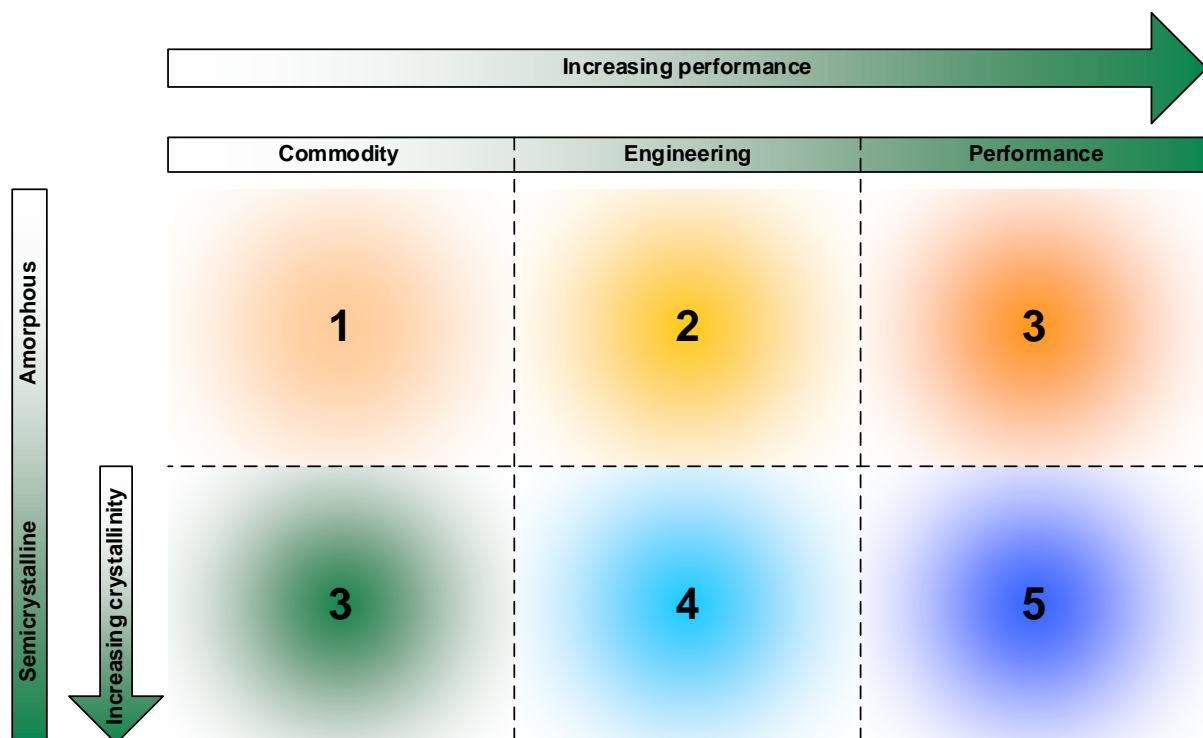 Increasing performance
Commodity
Engineering
Performance
Amorphous
Semicrystalline
Increasing crystallinity
1
2
3
3
4
5